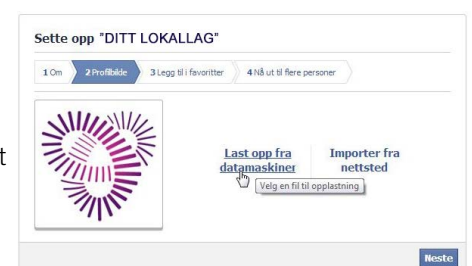 Sette opp "DITT LOKALLAG"
1 Om 2 Profilbilde 3 Legg til i favoritter 4 Nå ut til flere personer
t
Last opp fra datamaskiner
Importer fra nettsted
Velg en fil til opplastning
Neste